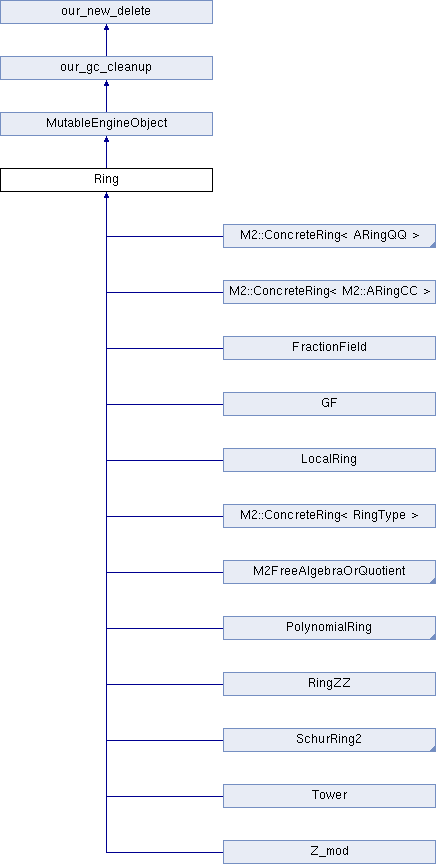 our_new_delete
our_gc_cleanup
MutableEngineObject
Ring
M2::ConcreteRing< ARingQQ >
M2::ConcreteRing< M2::ARingCC >
FractionField
GF
LocalRing
M2::ConcreteRing< RingType >
M2FreeAlgebraOrQuotient
PolynomialRing
RingZZ
SchurRing2
Tower
Z_mod